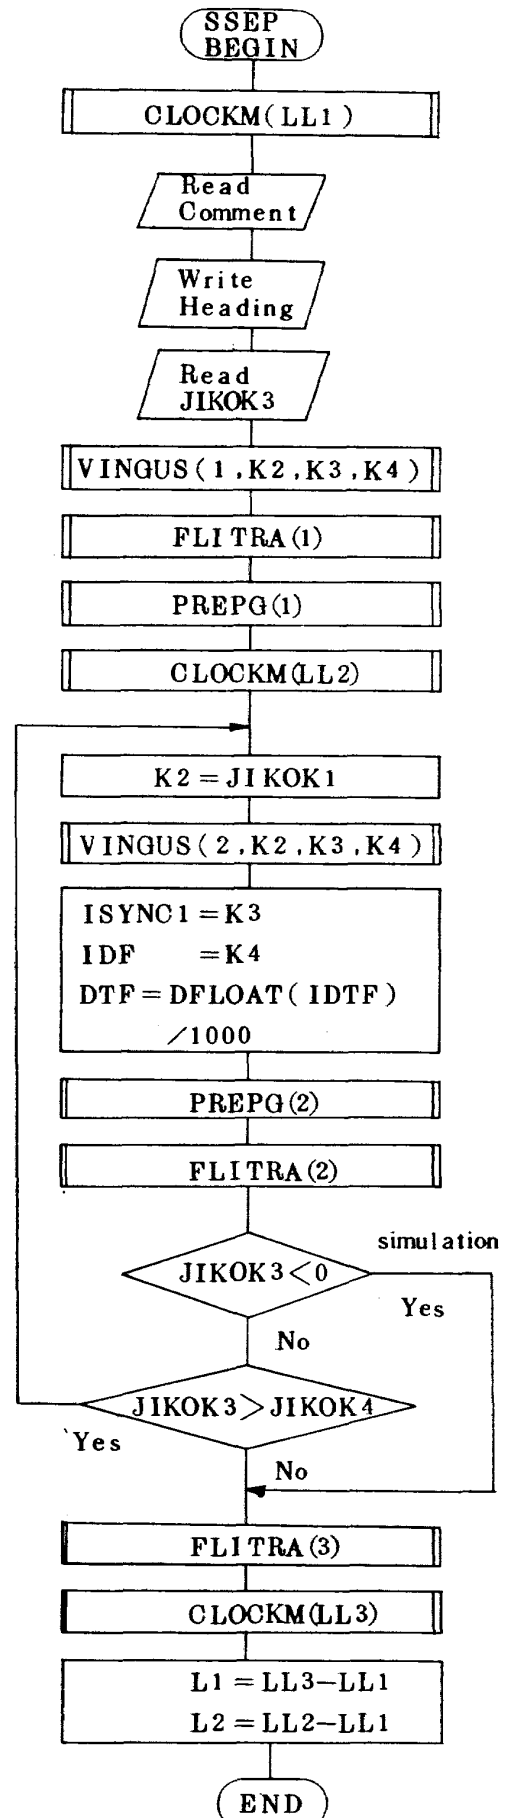 SSEP
BEGIN
CLOCKM(LL1)
Read
Comment
Write
Heading
Read
JIKOK3
VINGUS(1,K2,K3,K4)
FLITRA(1)
PREPG(1)
CLOCKM(LL2)
K2=JIKOK1
VINGUS(2,K2,K3,K4)
ISYNC1=K3
IDF =K4
DTF=DFLOAT(IDTF)
/1000
PREPG(2)
FLITRA(2)
simulation
JIKOK3<0
Yes
No
JIKOK3>JIKOK4
Yes
No
FLITRA(3)
CLOCKM(LL3)
L1=LL3-LL1
L2=LL2-LL1
END